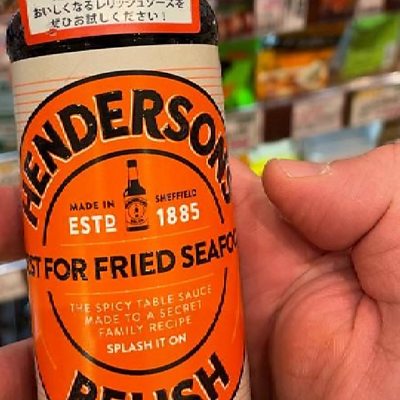 おいしくなるレリッシュソースを
ぜひお試しください!
HENDERSON'S
MADE IN SHEFFIELD
ESTD 1885
ST FOR FRIED SEAFOO
THE SPICY TABLE SAUCE
MADE TO A SECRET
FAMILY RECIPE
SPLASH IT ON
RELISH